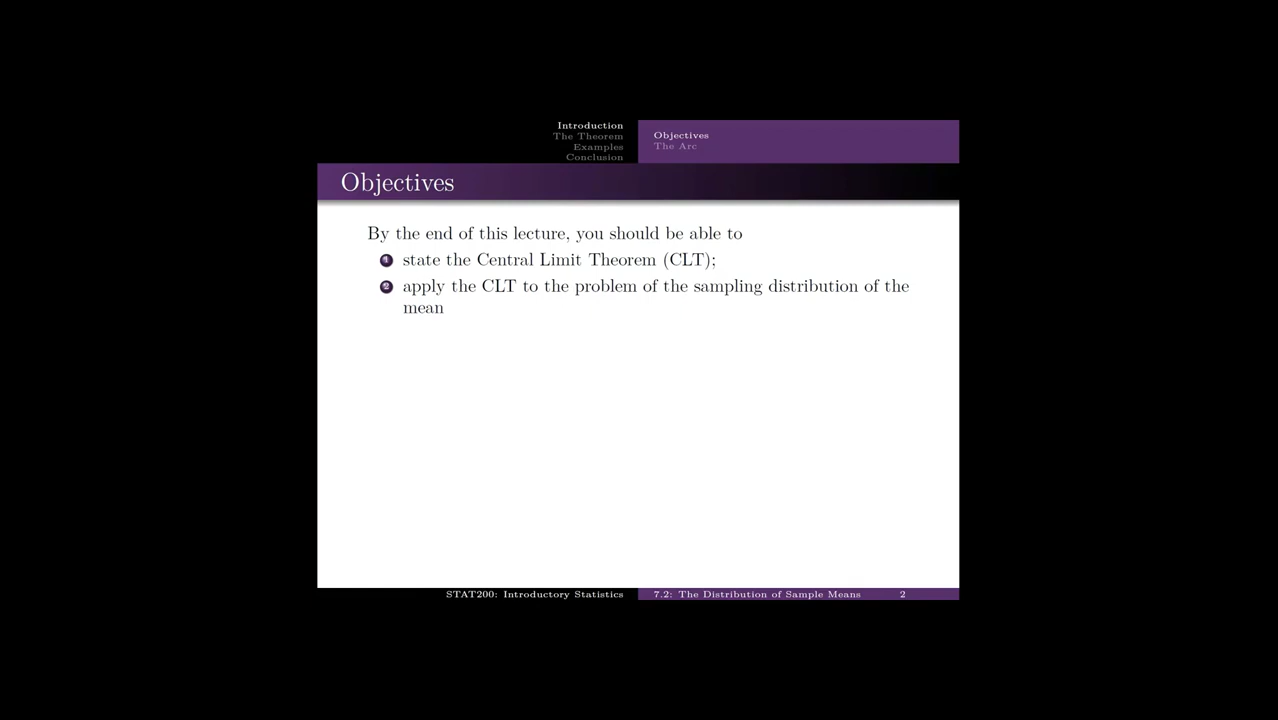 Introduction
The Theorem
Examples
Conclusion
Objectives
The Arc
Objectives
By the end of this lecture, you should be able to
1 state the Central Limit Theorem (CLT);
2 apply the CLT to the problem of the sampling distribution of the
mean
STAT200: Introductory Statistics
7.2: The Distribution of Sample Means 2